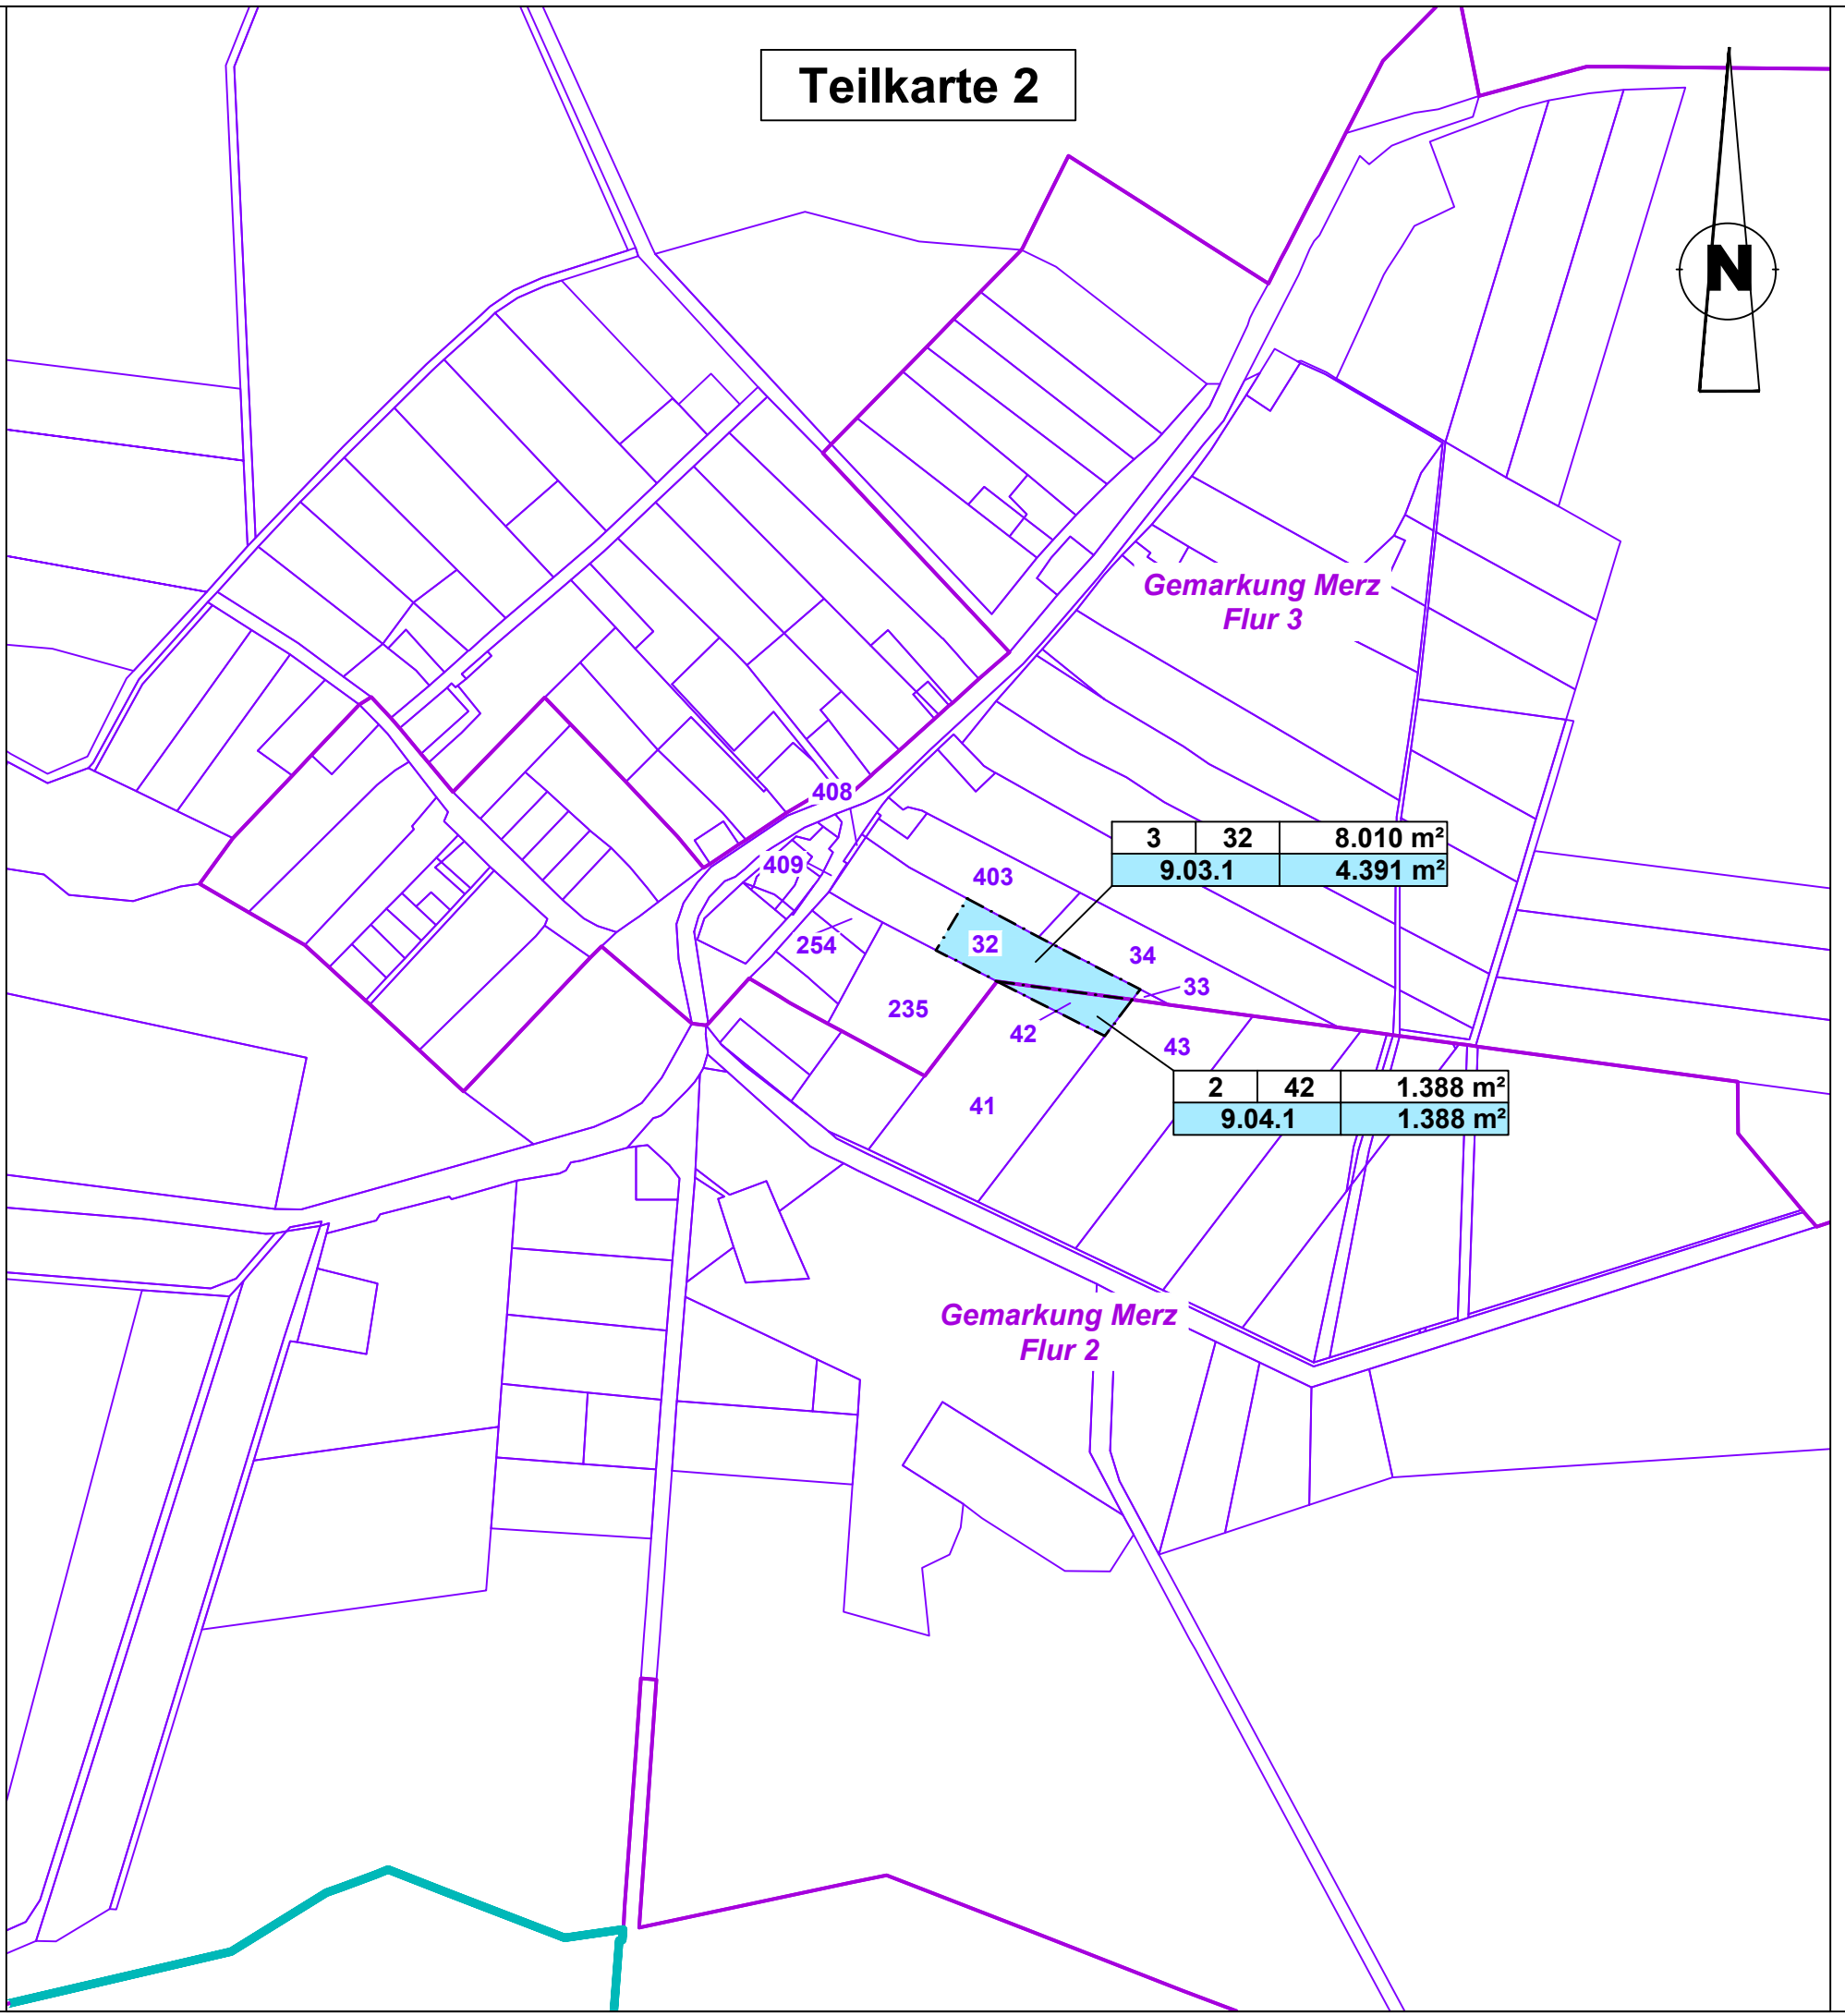 Teilkarte 2
N
Gemarkung Merz
Flur 3
408
409
403
3 32 8.010 m²
9.03.1 4.391 m²
254
32
34
33
235
42
43
41
2 42 1.388 m²
9.04.1 1.388 m²
Gemarkung Merz
Flur 2